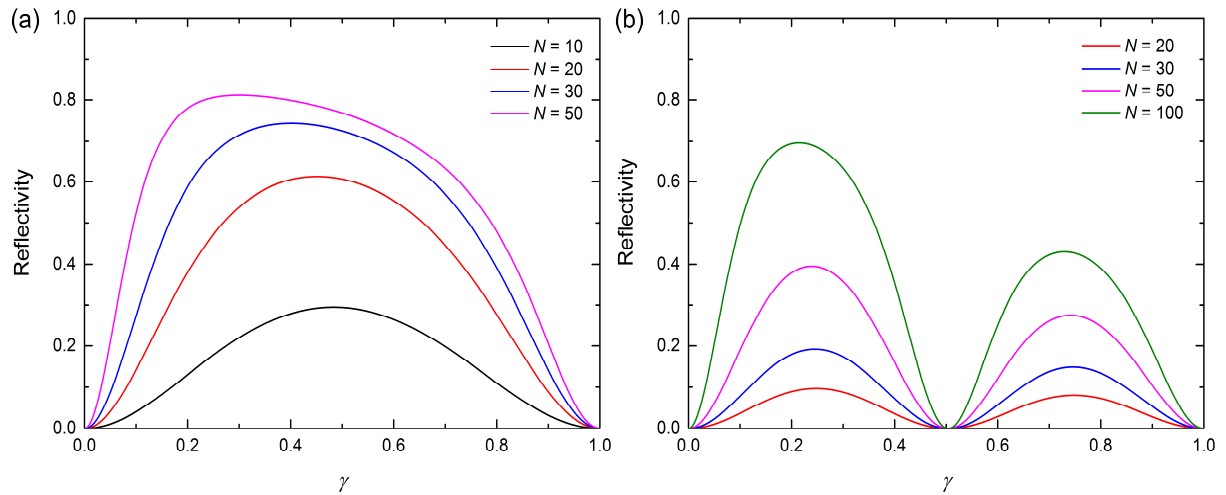 (a)
1.0
0.8
0.6
0.4
0.2
0.0
Reflectivity
N = 10
N = 20
N = 30
N = 50
0.0 0.2 0.4 0.6 0.8 1.0
γ
(b)
1.0
0.8
0.6
0.4
0.2
0.0
Reflectivity
N = 20
N = 30
N = 50
N = 100
0.0 0.2 0.4 0.6 0.8 1.0
γ